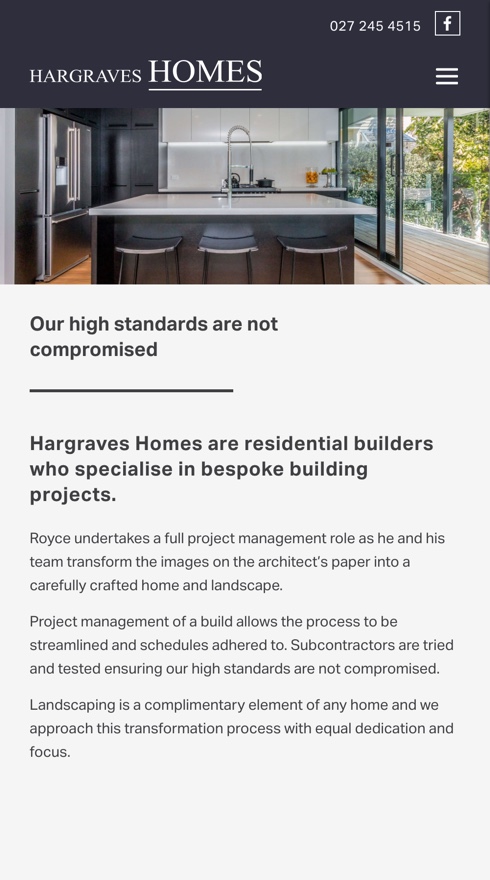 027 245 4515
HARGRAVES HOMES
Our high standards are not
compromised
Hargraves Homes are residential builders
who specialise in bespoke building
projects.
Royce undertakes a full project management role as he and his
team transform the images on the architect’s paper into a
carefully crafted home and landscape.
Project management of a build allows the process to be
streamlined and schedules adhered to. Subcontractors are tried
and tested ensuring our high standards are not compromised.
Landscaping is a complimentary element of any home and we
approach this transformation process with equal dedication and
focus.